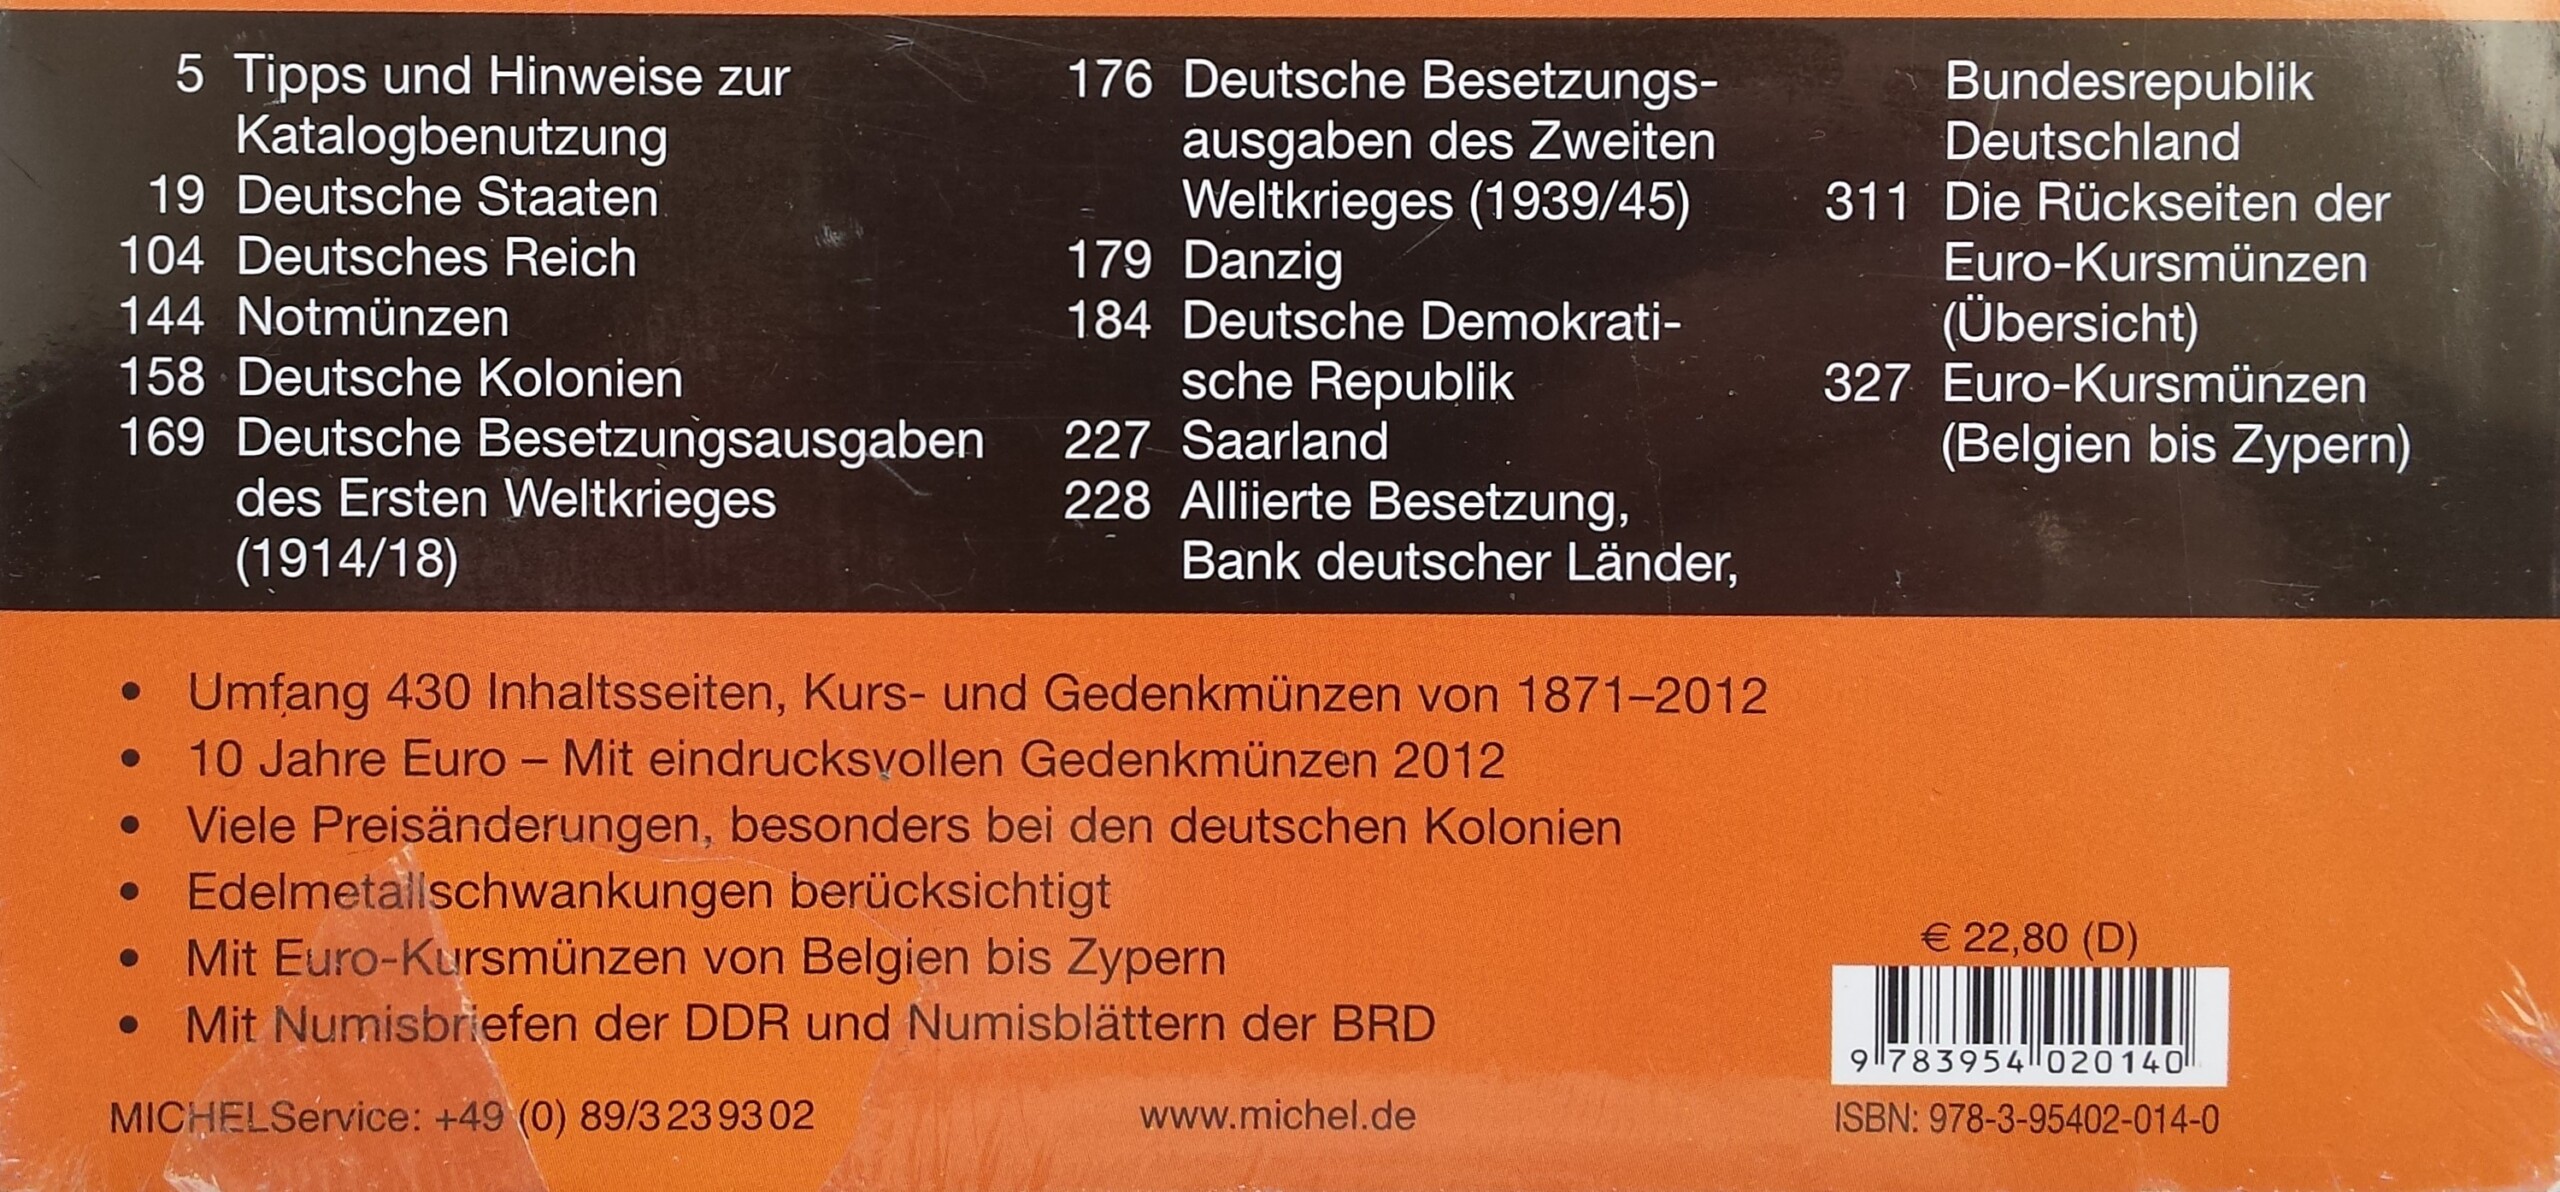 5 Tipps und Hinweise zur
Katalogbenutzung
19 Deutsche Staaten
104 Deutsches Reich
144 Notmünzen
158 Deutsche Kolonien
169 Deutsche Besetzungsausgaben
des Ersten Weltkrieges
(1914/18)
176 Deutsche Besetzungs-
ausgaben des Zweiten
Weltkrieges (1939/45)
179 Danzig
184 Deutsche Demokrati-
sche Republik
227 Saarland
228 Alliierte Besetzung,
Bank deutscher Länder,
Bundesrepublik
Deutschland
311 Die Rückseiten der
Euro-Kursmünzen
(Übersicht)
327 Euro-Kursmünzen
(Belgien bis Zypern)
• Umfang 430 Inhaltsseiten, Kurs- und Gedenkmünzen von 1871–2012
• 10 Jahre Euro – Mit eindrucksvollen Gedenkmünzen 2012
• Viele Preisänderungen, besonders bei den deutschen Kolonien
• Edelmetallschwankungen berücksichtigt
• Mit Euro-Kursmünzen von Belgien bis Zypern
• Mit Numisbriefen der DDR und Numisblättern der BRD
€ 22,80 (D)
9 783954 020140
MICHELService: +49 (0) 89/3 23 93 02
www.michel.de
ISBN: 978-3-95402-014-0